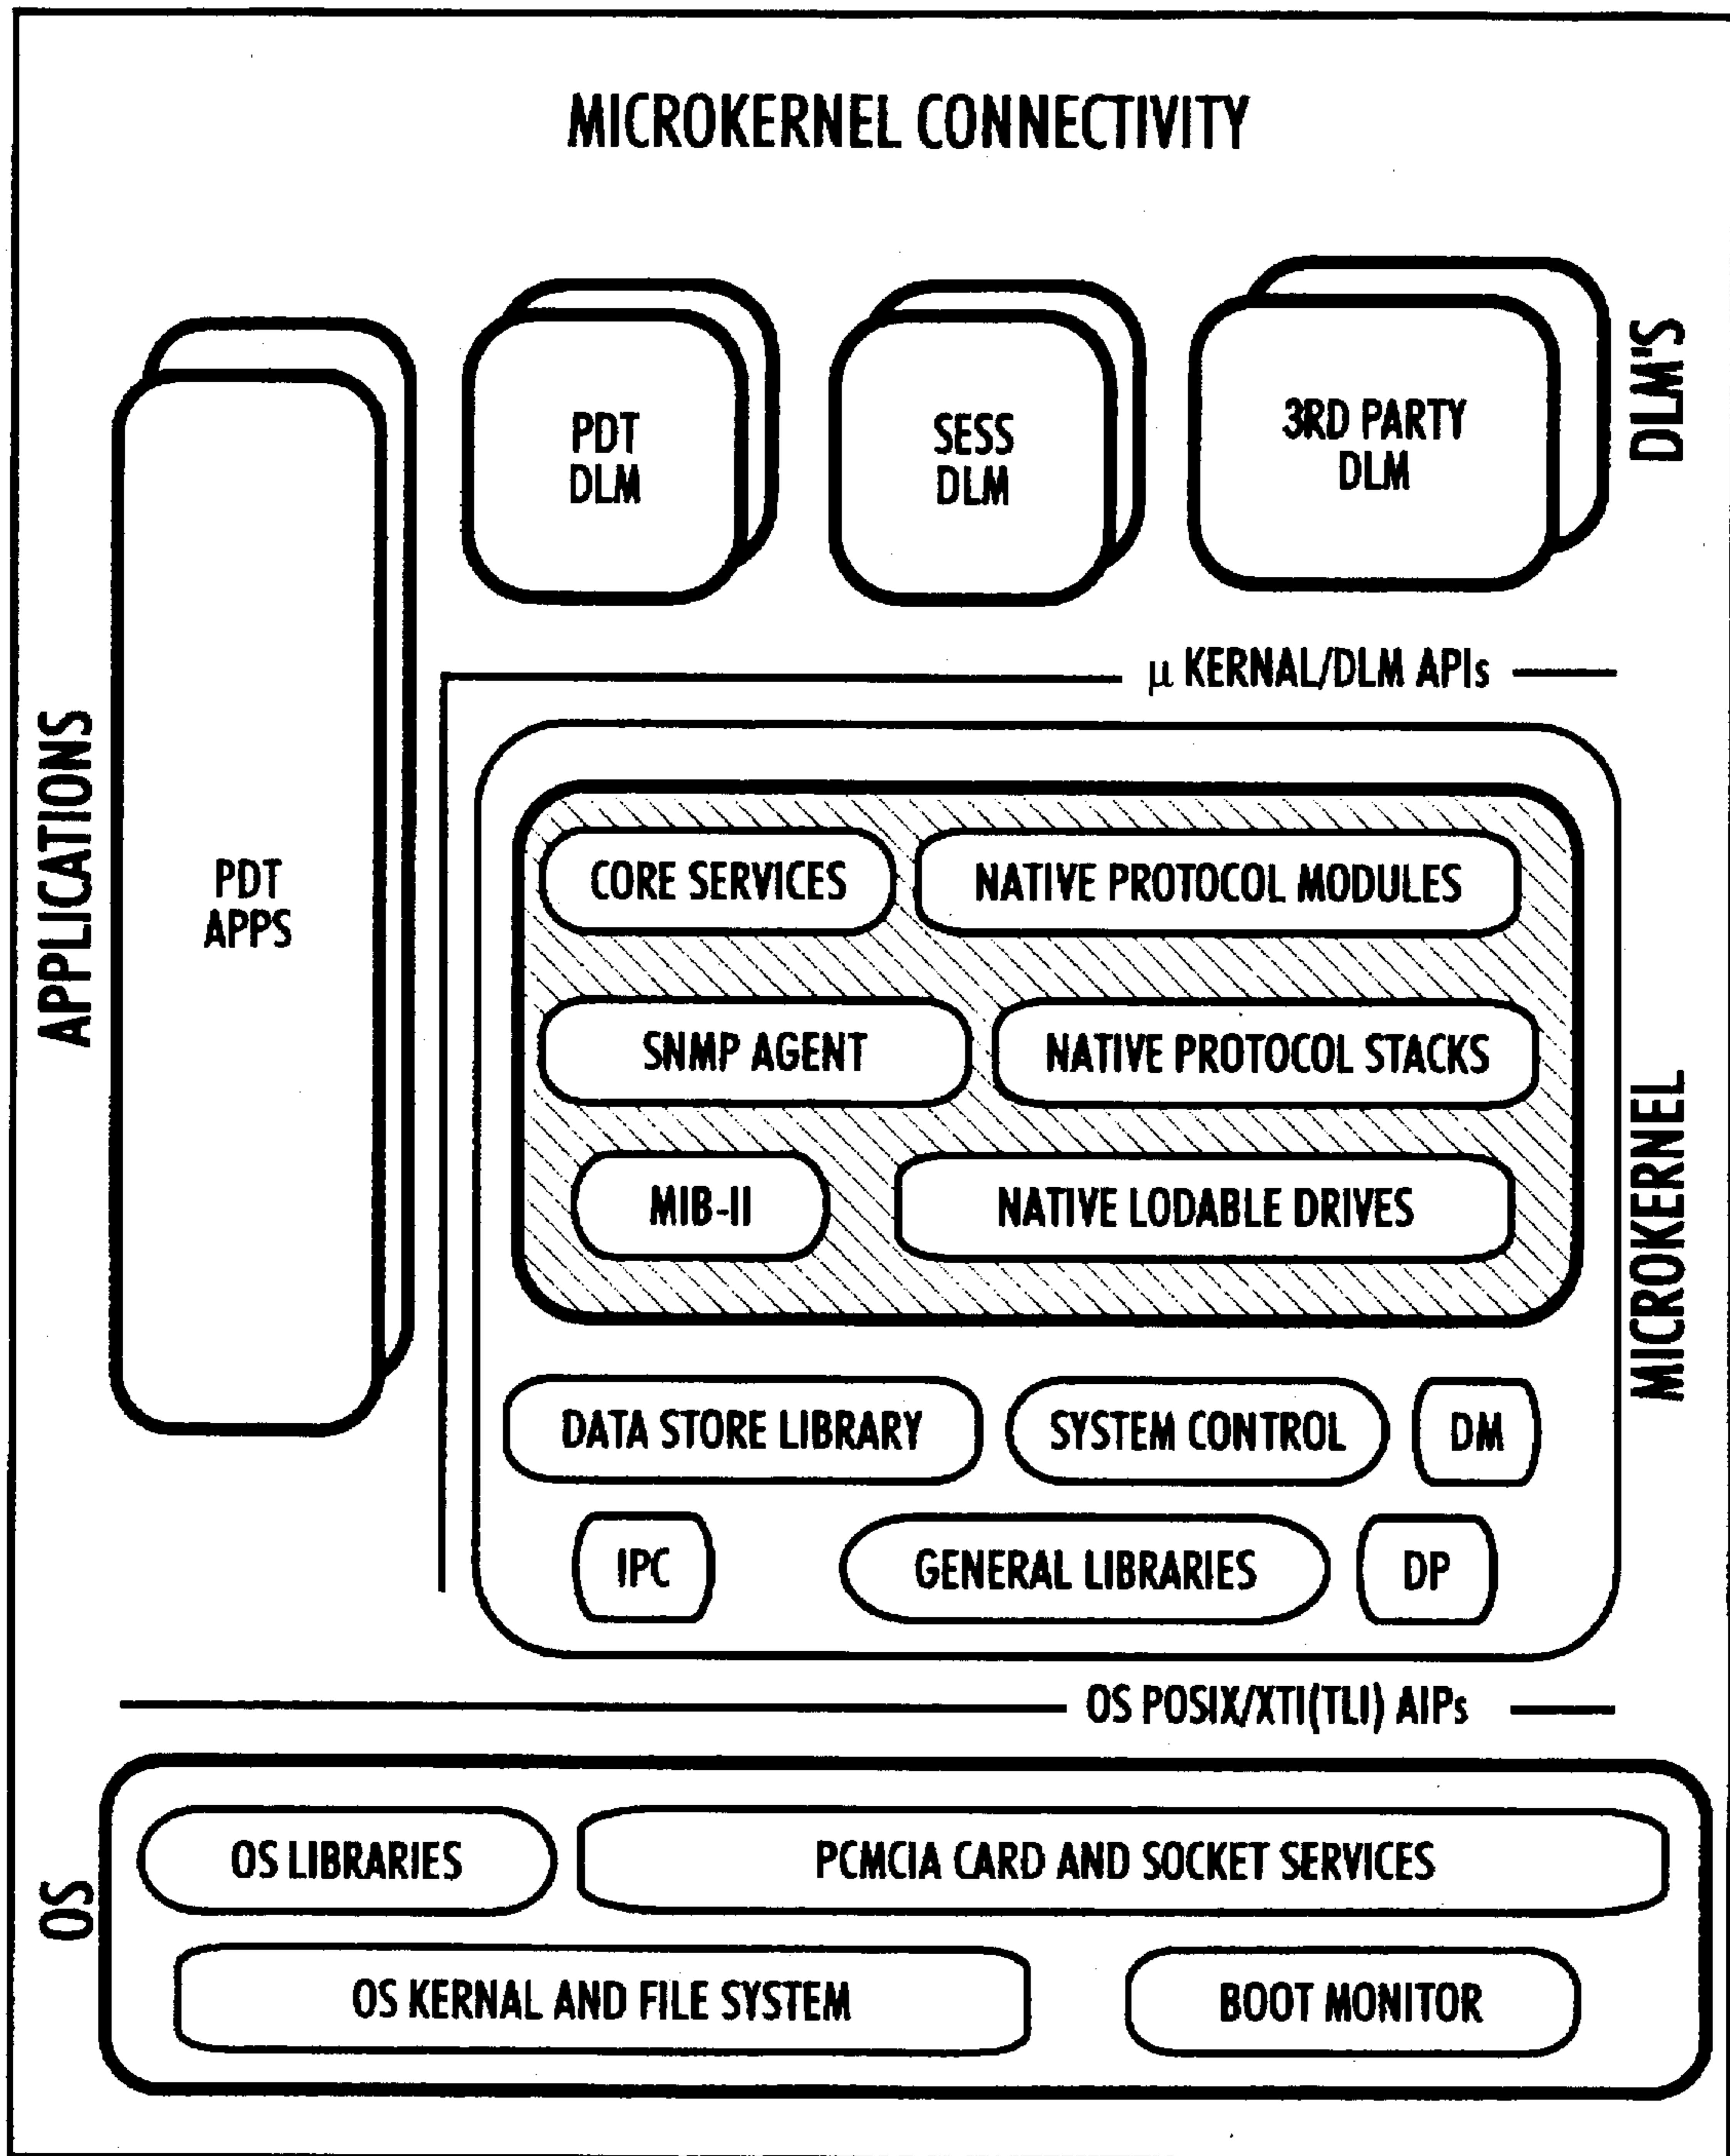 MICROKERNEL CONNECTIVITY
PDT
DLM
SESS
DLM
3RD PARTY
DLM
DLM'S
μ KERNAL/DLM APIs
APPLICATIONS
PDT
APPS
CORE SERVICES
NATIVE PROTOCOL MODULES
SNMP AGENT
NATIVE PROTOCOL STACKS
MIB-II
NATIVE LODABLE DRIVES
MICROKERNEL
DATA STORE LIBRARY
SYSTEM CONTROL
DM
IPC
GENERAL LIBRARIES
DP
OS POSIX/XTI(TLI) AIPs
OS
OS LIBRARIES
PCMCIA CARD AND SOCKET SERVICES
OS KERNAL AND FILE SYSTEM
BOOT MONITOR